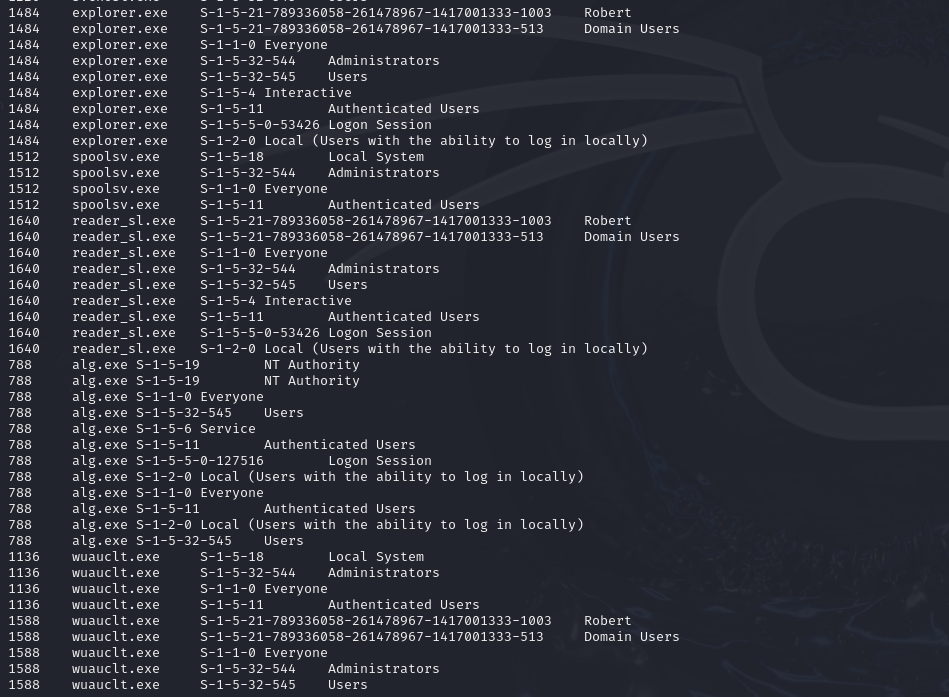 1484 explorer.exe S-1-5-21-789336058-261478967-1417001333-1003 Robert
1484 explorer.exe S-1-5-21-789336058-261478967-1417001333-513 Domain Users
1484 explorer.exe S-1-1-0 Everyone
1484 explorer.exe S-1-5-32-544 Administrators
1484 explorer.exe S-1-5-32-545 Users
1484 explorer.exe S-1-5-4 Interactive
1484 explorer.exe S-1-5-11 Authenticated Users
1484 explorer.exe S-1-5-5-0-53426 Logon Session
1484 explorer.exe S-1-2-0 Local (Users with the ability to log in locally)
1512 spoolsv.exe S-1-5-18 Local System
1512 spoolsv.exe S-1-5-32-544 Administrators
1512 spoolsv.exe S-1-1-0 Everyone
1512 spoolsv.exe S-1-5-11 Authenticated Users
1640 reader_sl.exe S-1-5-21-789336058-261478967-1417001333-1003 Robert
1640 reader_sl.exe S-1-5-21-789336058-261478967-1417001333-513 Domain Users
1640 reader_sl.exe S-1-1-0 Everyone
1640 reader_sl.exe S-1-5-32-544 Administrators
1640 reader_sl.exe S-1-5-32-545 Users
1640 reader_sl.exe S-1-5-4 Interactive
1640 reader_sl.exe S-1-5-11 Authenticated Users
1640 reader_sl.exe S-1-5-5-0-53426 Logon Session
1640 reader_sl.exe S-1-2-0 Local (Users with the ability to log in locally)
788 alg.exe S-1-5-19 NT Authority
788 alg.exe S-1-5-19 NT Authority
788 alg.exe S-1-1-0 Everyone
788 alg.exe S-1-5-32-545 Users
788 alg.exe S-1-5-6 Service
788 alg.exe S-1-5-11 Authenticated Users
788 alg.exe S-1-5-5-0-127516 Logon Session
788 alg.exe S-1-2-0 Local (Users with the ability to log in locally)
788 alg.exe S-1-1-0 Everyone
788 alg.exe S-1-5-11 Authenticated Users
788 alg.exe S-1-2-0 Local (Users with the ability to log in locally)
788 alg.exe S-1-5-32-545 Users
1136 wuauclt.exe S-1-5-18 Local System
1136 wuauclt.exe S-1-5-32-544 Administrators
1136 wuauclt.exe S-1-1-0 Everyone
1136 wuauclt.exe S-1-5-11 Authenticated Users
1588 wuauclt.exe S-1-5-21-789336058-261478967-1417001333-1003 Robert
1588 wuauclt.exe S-1-5-21-789336058-261478967-1417001333-513 Domain Users
1588 wuauclt.exe S-1-1-0 Everyone
1588 wuauclt.exe S-1-5-32-544 Administrators
1588 wuauclt.exe S-1-5-32-545 Users